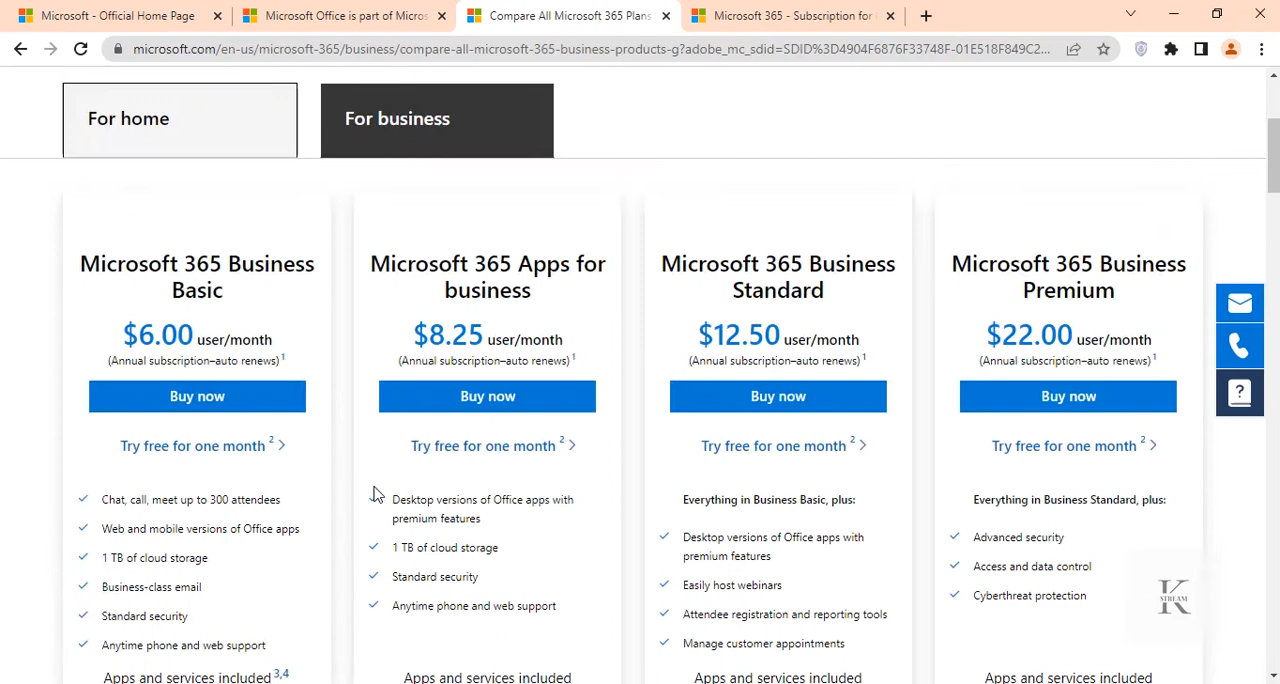 Microsoft - Official Home Page
Microsoft Office is part of Micros
Compare All Microsoft 365 Plans
Microsoft 365 - Subscription for
microsoft.com/en-us/microsoft-365/business/compare-all-microsoft-365-business-products-g?adobe_mc_sdid=SDID%3D4904F6876F33748F-01E518F849C2...
For home
For business
Microsoft 365 Business
Basic
$6.00 user/month
(Annual subscription–auto renews) 1
Buy now
Try free for one month 2
Chat, call, meet up to 300 attendees
Web and mobile versions of Office apps
1 TB of cloud storage
Business-class email
Standard security
Anytime phone and web support
Apps and services included 3,4
Microsoft 365 Apps for
business
$8.25 user/month
(Annual subscription–auto renews) 1
Buy now
Try free for one month 2
Desktop versions of Office apps with
premium features
1 TB of cloud storage
Standard security
Anytime phone and web support
Apps and services included
Microsoft 365 Business
Standard
$12.50 user/month
(Annual subscription–auto renews) 1
Buy now
Try free for one month 2
Everything in Business Basic, plus:
Desktop versions of Office apps with
premium features
Easily host webinars
Attendee registration and reporting tools
Manage customer appointments
Apps and services included
Microsoft 365 Business
Premium
$22.00 user/month
(Annual subscription–auto renews) 1
Buy now
Try free for one month 2
Everything in Business Standard, plus:
Advanced security
Access and data control
Cyberthreat protection
Apps and services included
K
STREAM